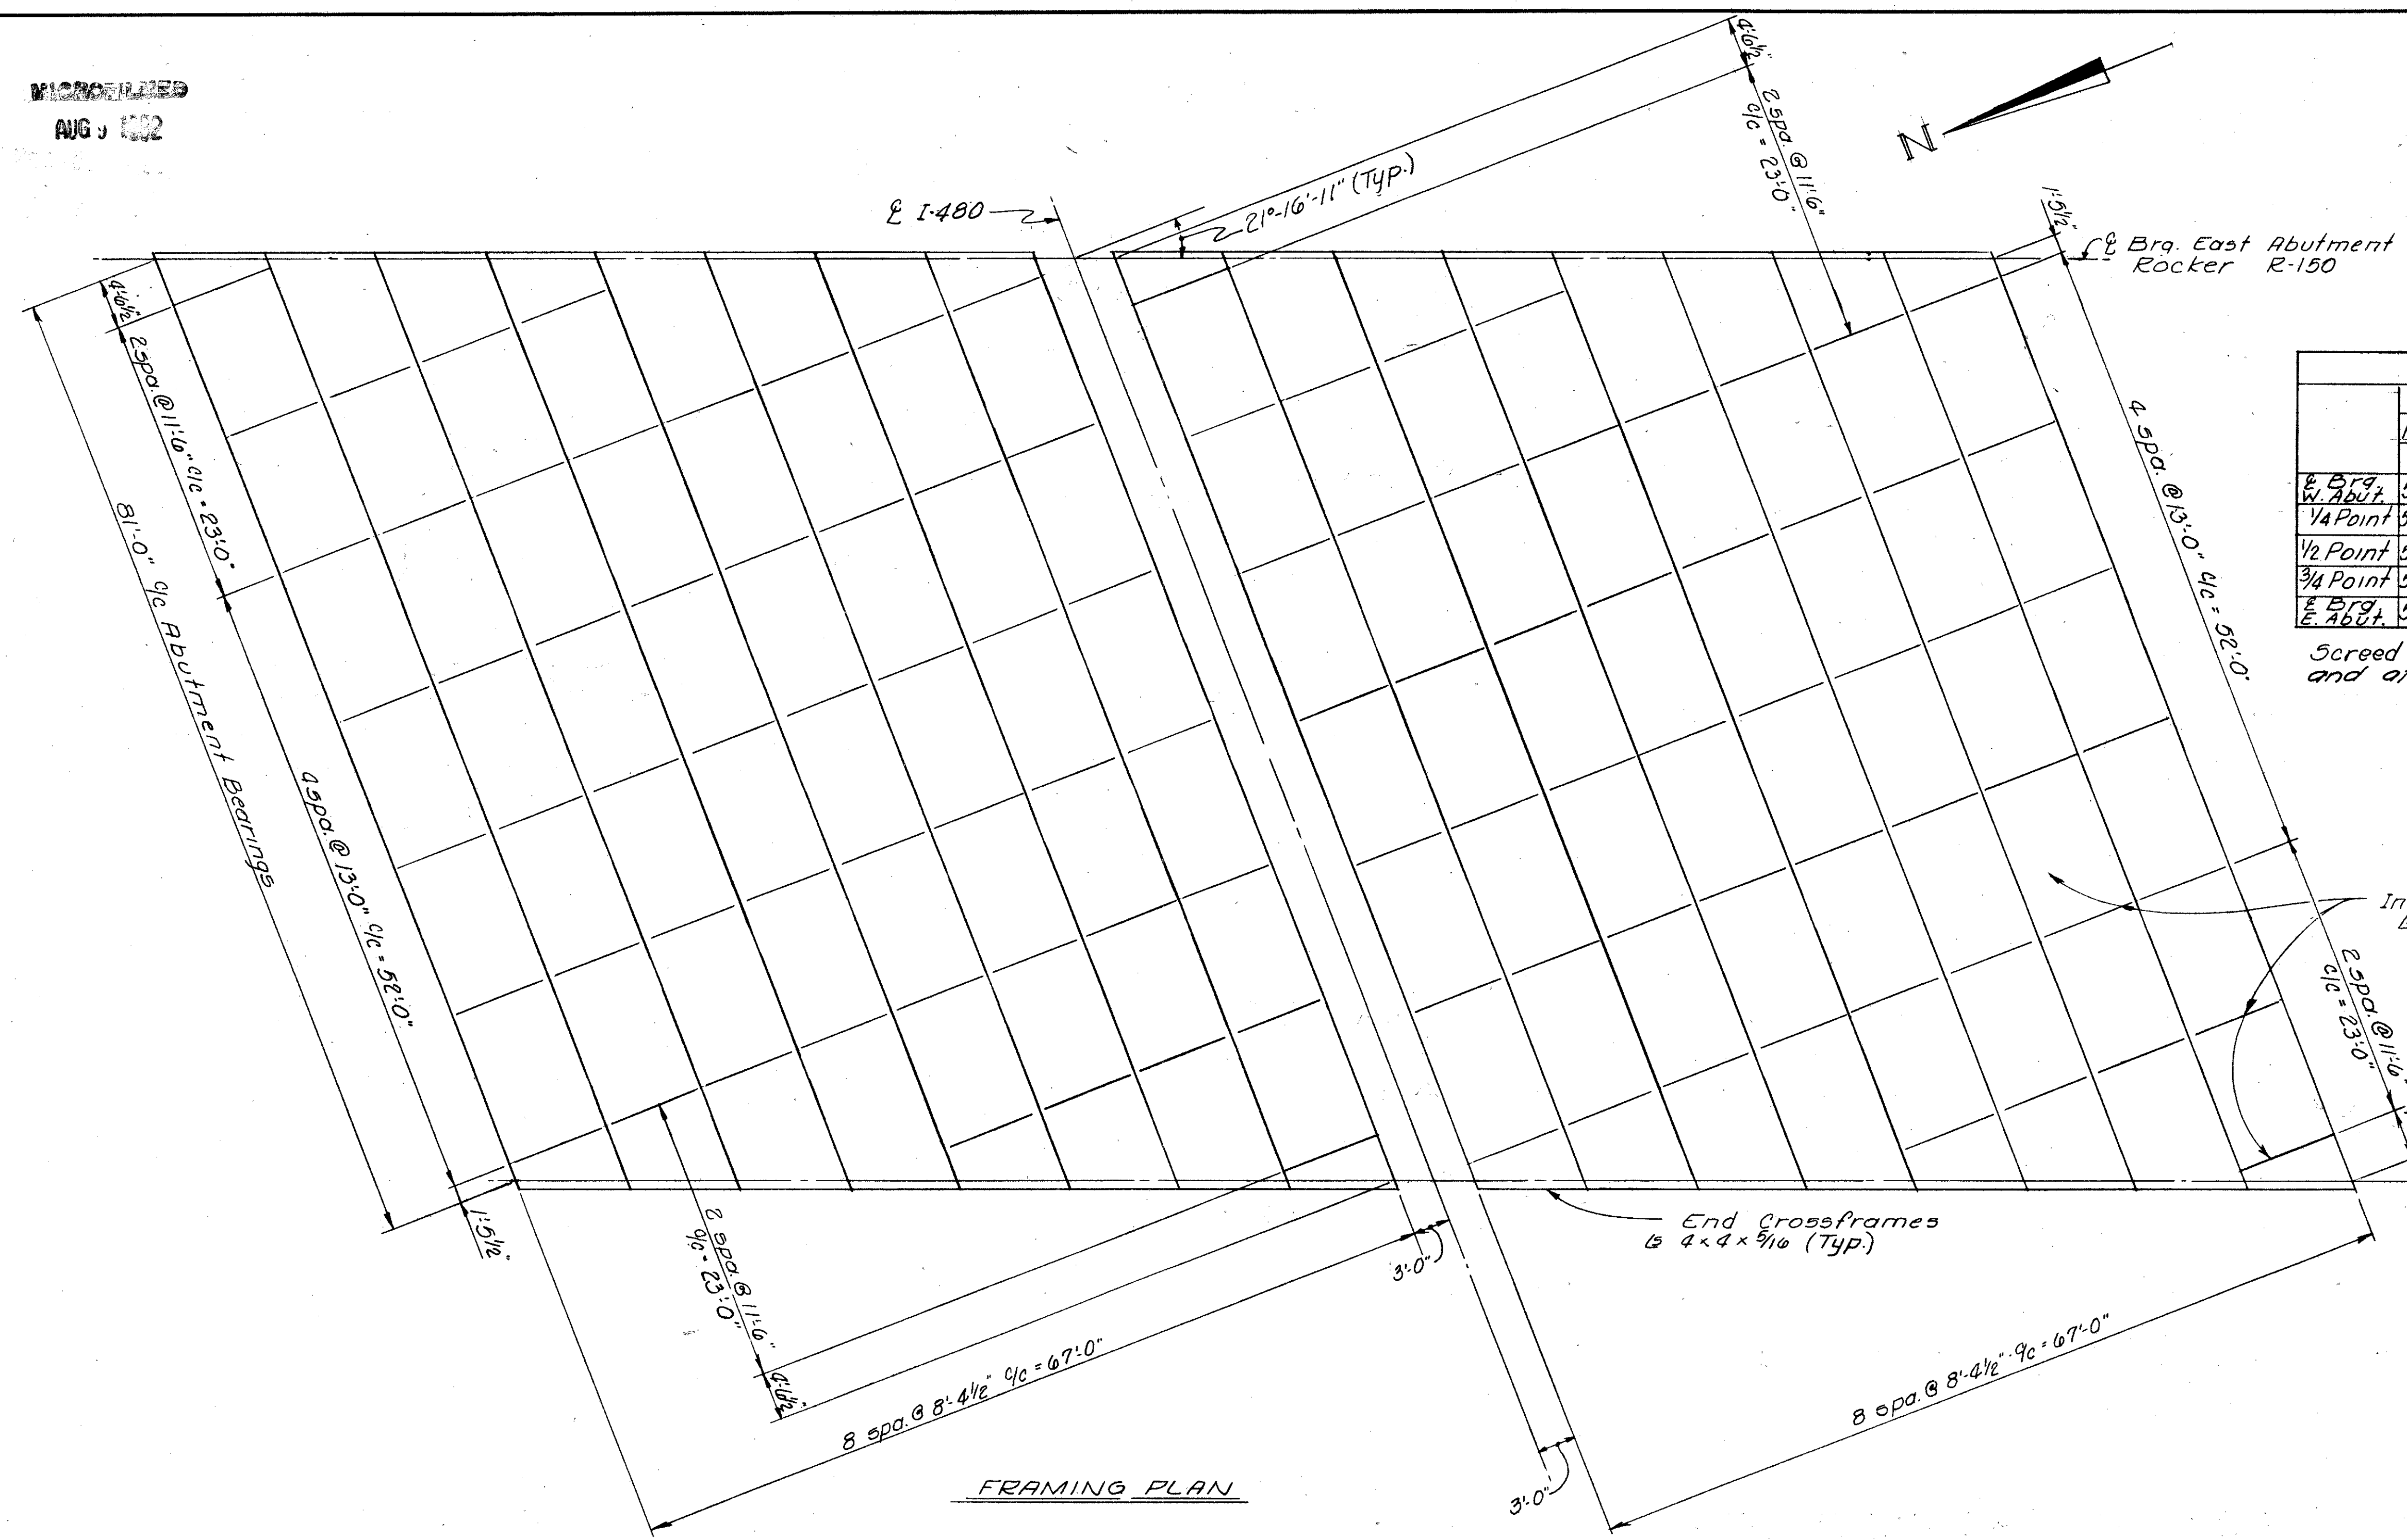 MICROFILMED
4'-6½"
2 spa. @ 11'-6"
c/c = 23'-0"
N
℄ I-480
21°-16'-11" (Typ.)
1'-5½"
℄ Brg. East Abutment
Rocker R-150
4'-6½"
2 spa. @ 11'-6" c/c = 23'-0"
81'-0" c/c Abutment Bearings
4 spa. @ 13'-0" c/c = 52'-0"
4 spa. @ 13'-0" c/c = 52'-0"
℄ Brg.
W. Abut.
1/4 Point
1/2 Point
3/4 Point
℄ Brg.
E. Abut.
Screed
and
2 spa. @ 11'-6"
c/c = 23'-0"
1'-5½"
2 spa. @ 11'-6"
c/c = 23'-0"
4'-6½"
3'-0"
End Crossframes
Ls 4 x 4 x 5/16 (Typ.)
8 spa. @ 8'-4½" c/c = 67'-0"
8 spa. @ 8'-4½" c/c = 67'-0"
3'-0"
FRAMING PLAN